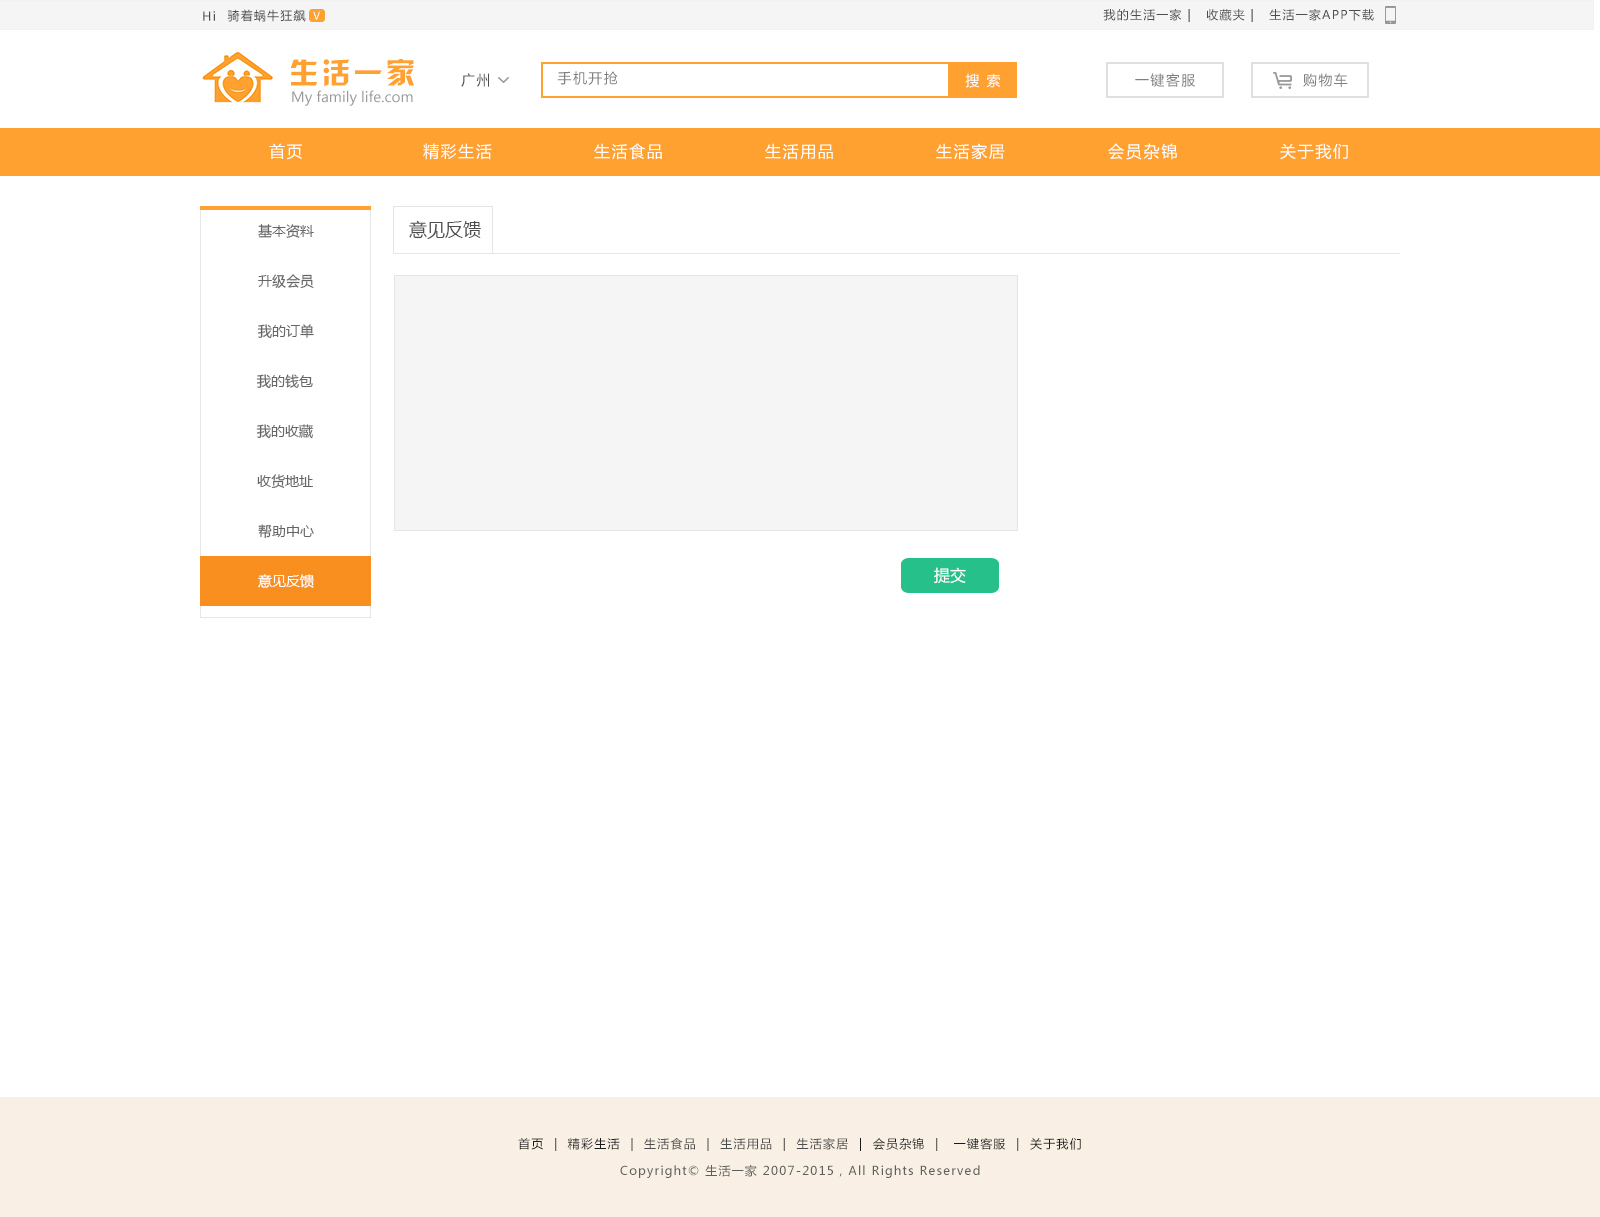 Hi 骑着蜗牛狂飙 V 我的生活一家 | 收藏夹 | 生活一家APP下载
生活一家
My family life.com
广州 手机开抢 搜 索 一键客服 购物车
首页 精彩生活 生活食品 生活用品 生活家居 会员杂锦 关于我们
基本资料
升级会员
我的订单
我的钱包
我的收藏
收货地址
帮助中心
意见反馈
意见反馈
提交
首页 | 精彩生活 | 生活食品 | 生活用品 | 生活家居 | 会员杂锦 | 一键客服 | 关于我们
Copyright© 生活一家 2007-2015 , All Rights Reserved